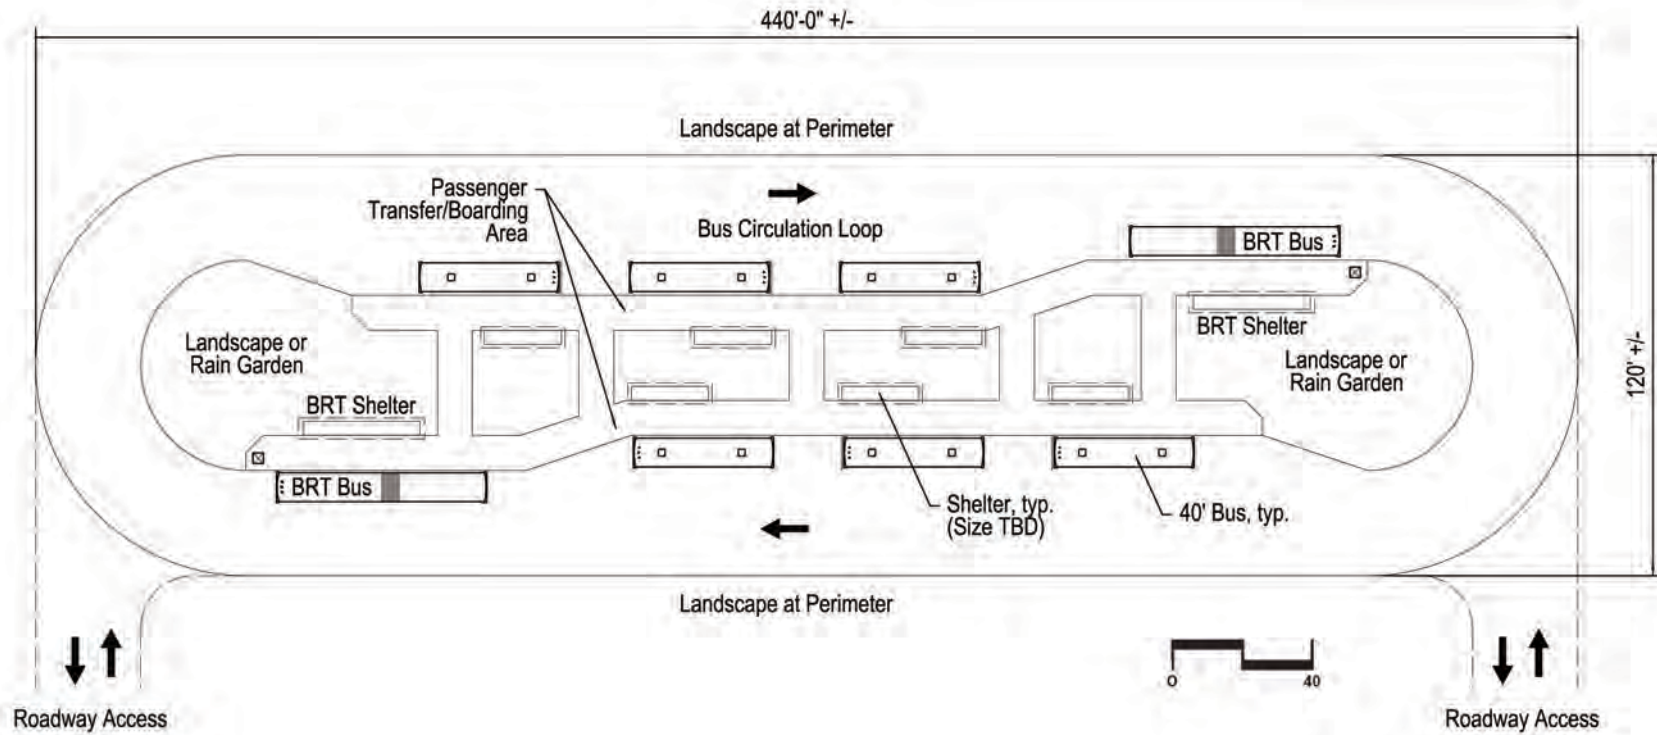 440'-0" +/-
Landscape at Perimeter
Passenger
Transfer/Boarding
Area
Bus Circulation Loop
BRT Bus
BRT Shelter
Landscape or
Rain Garden
Landscape or
Rain Garden
120' +/-
BRT Shelter
BRT Bus
Shelter, typ.
(Size TBD)
40' Bus, typ.
Landscape at Perimeter
0 40
Roadway Access
Roadway Access